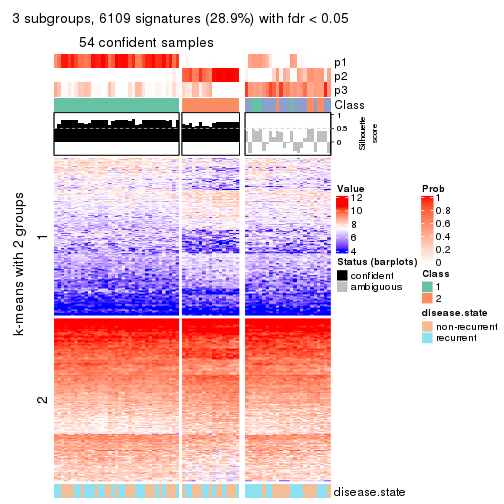 3 subgroups, 6109 signatures (28.9%) with fdr < 0.05
54 confident samples
p1
p2
p3
Class
1
0.5
0
Silhouette
score
k-means with 2 groups
1
2
disease.state
Value
12
10
8
6
4
Status (barplots)
confident
ambiguous
Prob
1
0.8
0.6
0.4
0.2
0
Class
1
2
disease.state
non-recurrent
recurrent